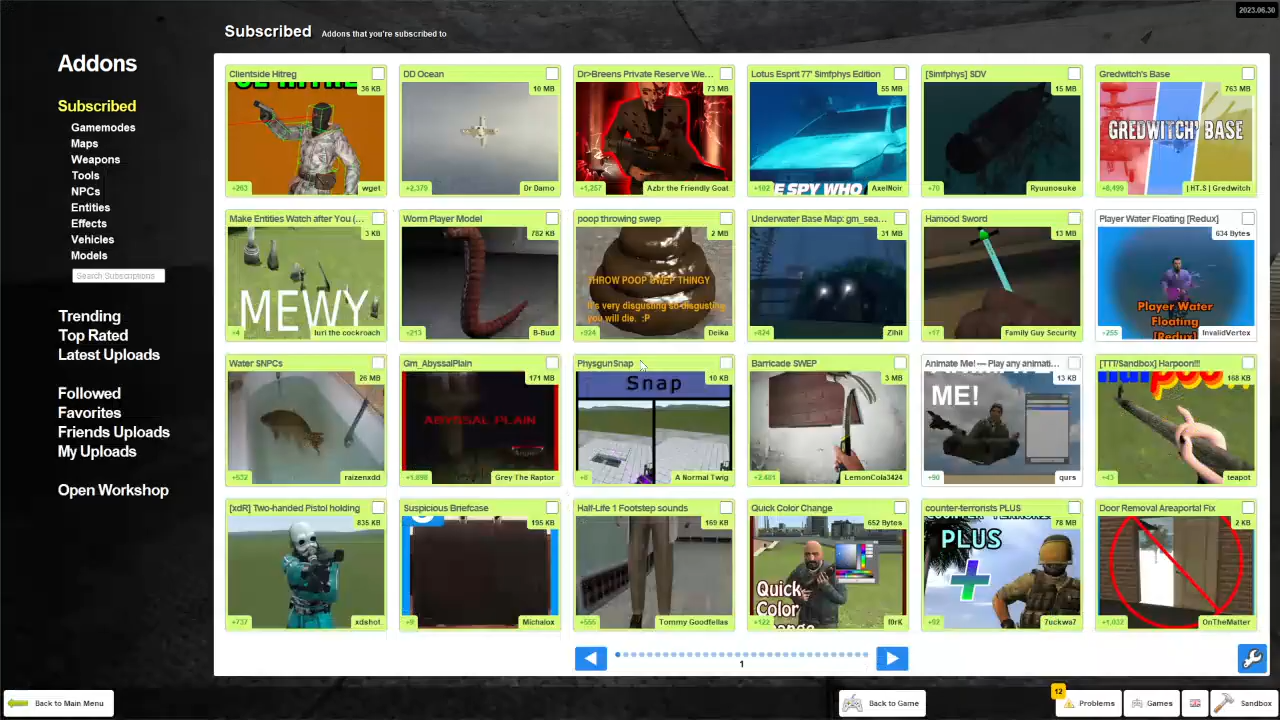 2023.06.30
Subscribed Addons that you're subscribed to
Addons
Subscribed
Gamemodes
Maps
Weapons
Tools
NPCs
Entities
Effects
Vehicles
Models
Search Subscriptions
Trending
Top Rated
Latest Uploads
Followed
Favorites
Friends Uploads
My Uploads
Open Workshop
Clientside Hitreg
36 KB
+263
wget
DD Ocean
10 MB
+2,379
Dr Damo
Dr>Breens Private Reserve We...
73 MB
+1,257
Azbr the Friendly Goat
Lotus Esprit 77' Simfphys Edition
55 MB
E SPY WHO
+102
AxelNoir
[Simfphys] SDV
15 MB
+70
Ryuunosuke
Gredwitch's Base
763 MB
GREDWITCH' BASE
+8,499
| HT.S | Gredwitch
Make Entities Watch after You (...
3 KB
MEWY
+4
Iuri the cockroach
Worm Player Model
782 KB
+213
B-Bud
poop throwing swep
2 MB
THROW POOP SWEP THINGY
It's very disgusting so disgusting
you will die. :P
+324
Deika
Underwater Base Map: gm_sea...
31 MB
+824
Zihil
Hamood Sword
13 MB
+17
Family Guy Security
Player Water Floating [Redux]
634 Bytes
Player Water
Floating
[Redux]
+255
InvalidVertex
Water SNPCs
26 MB
+532
raizenxdd
Gm_AbyssalPlain
171 MB
ABYSSAL PLAIN
+1,898
Grey The Raptor
PhysgunSnap
10 KB
Snap
+8
A Normal Twig
Barricade SWEP
3 MB
+2,481
LemonCola3424
Animate Me! — Play any animati...
13 KB
ME!
+90
qurs
[TTT/Sandbox] Harpoon!!!
168 KB
+43
teapot
[xdR] Two-handed Pistol holding
835 KB
+737
xdshot
Suspicious Briefcase
195 KB
+9
Michalox
Half-Life 1 Footstep sounds
169 KB
+555
Tommy Goodfellas
Quick Color Change
652 Bytes
Quick
Color
+122
f0rK
counter-terrorists PLUS
78 MB
PLUS
+92
7uckwa7
Door Removal Areaportal Fix
2 KB
+1,032
OnTheMatter
1
Back to Main Menu
Back to Game
12
Problems
Games
Sandbox